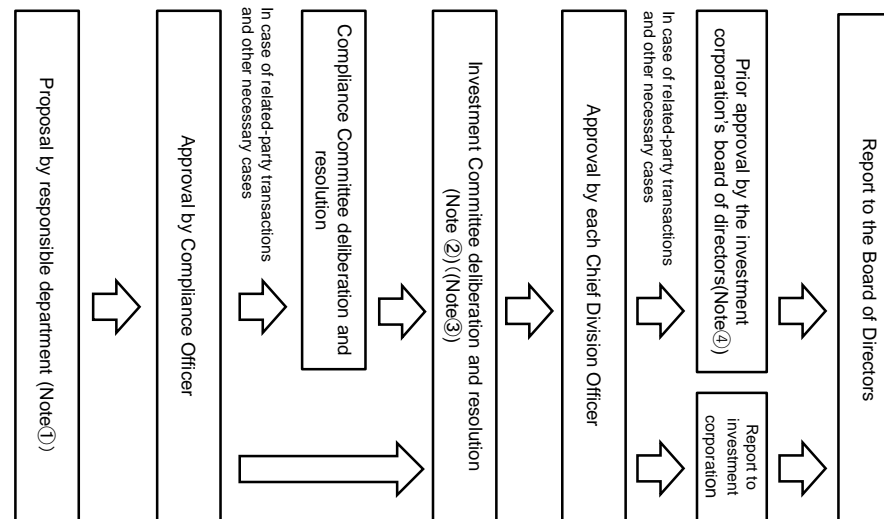 Proposal by responsible department (Note①))
Approval by Compliance Officer
In case of related-party transactions
and other necessary cases
Compliance Committee deliberation and
resolution
Investment Committee deliberation and resolution
(Note ②)) ((Note③))
Approval by each Chief Division Officer
In case of related-party transactions
and other necessary cases
Prior approval by the investment
corporation's board of directors(Note④))
Report to
investment
corporation
Report to the Board of Directors